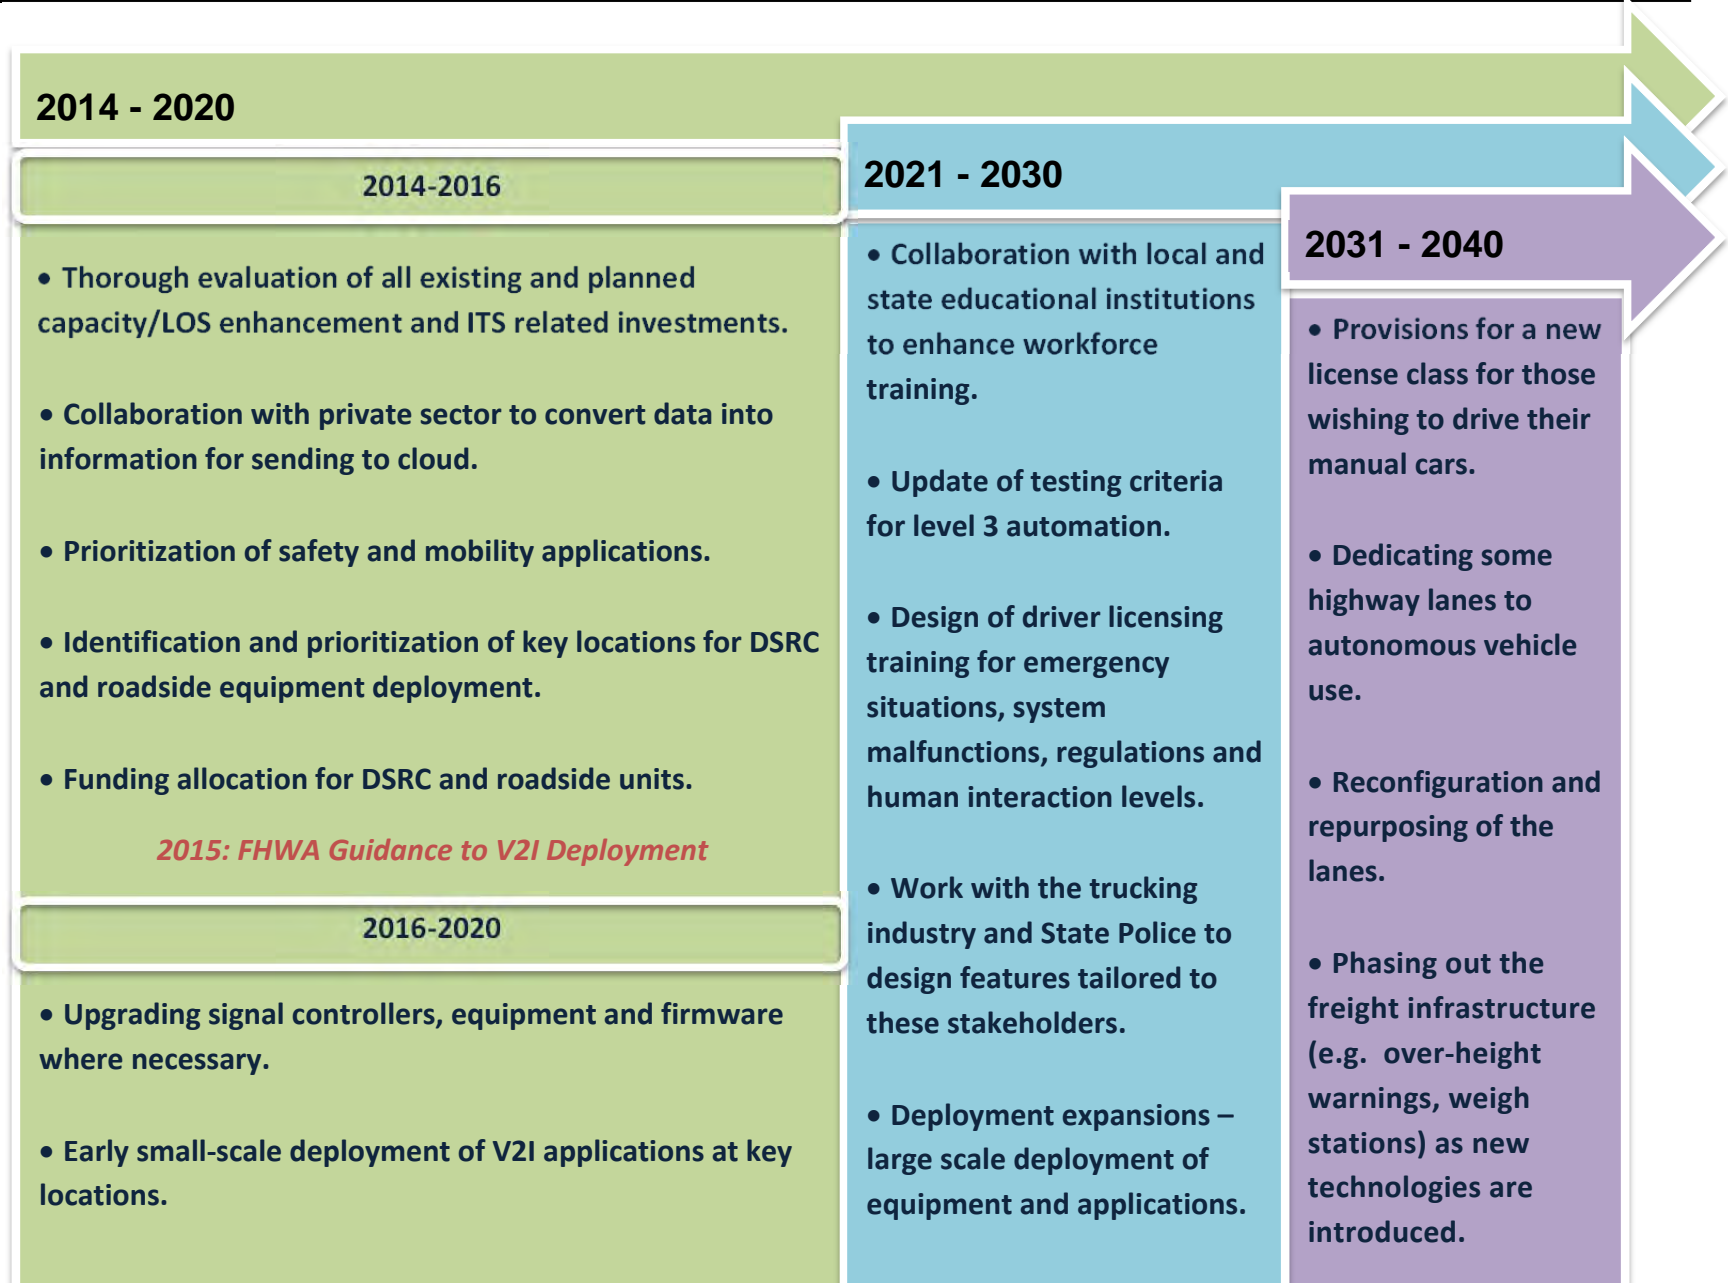 2014 - 2020
2014-2016
• Thorough evaluation of all existing and planned
capacity/LOS enhancement and ITS related investments.
• Collaboration with private sector to convert data into
information for sending to cloud.
• Prioritization of safety and mobility applications.
• Identification and prioritization of key locations for DSRC
and roadside equipment deployment.
• Funding allocation for DSRC and roadside units.
2015: FHWA Guidance to V2I Deployment
2016-2020
• Upgrading signal controllers, equipment and firmware
where necessary.
• Early small-scale deployment of V2I applications at key
locations.
2021 - 2030
• Collaboration with local and
state educational institutions
to enhance workforce
training.
• Update of testing criteria
for level 3 automation.
• Design of driver licensing
training for emergency
situations, system
malfunctions, regulations and
human interaction levels.
• Work with the trucking
industry and State Police to
design features tailored to
these stakeholders.
• Deployment expansions –
large scale deployment of
equipment and applications.
2031 - 2040
• Provisions for a new
license class for those
wishing to drive their
manual cars.
• Dedicating some
highway lanes to
autonomous vehicle
use.
• Reconfiguration and
repurposing of the
lanes.
• Phasing out the
freight infrastructure
(e.g. over-height
warnings, weigh
stations) as new
technologies are
introduced.